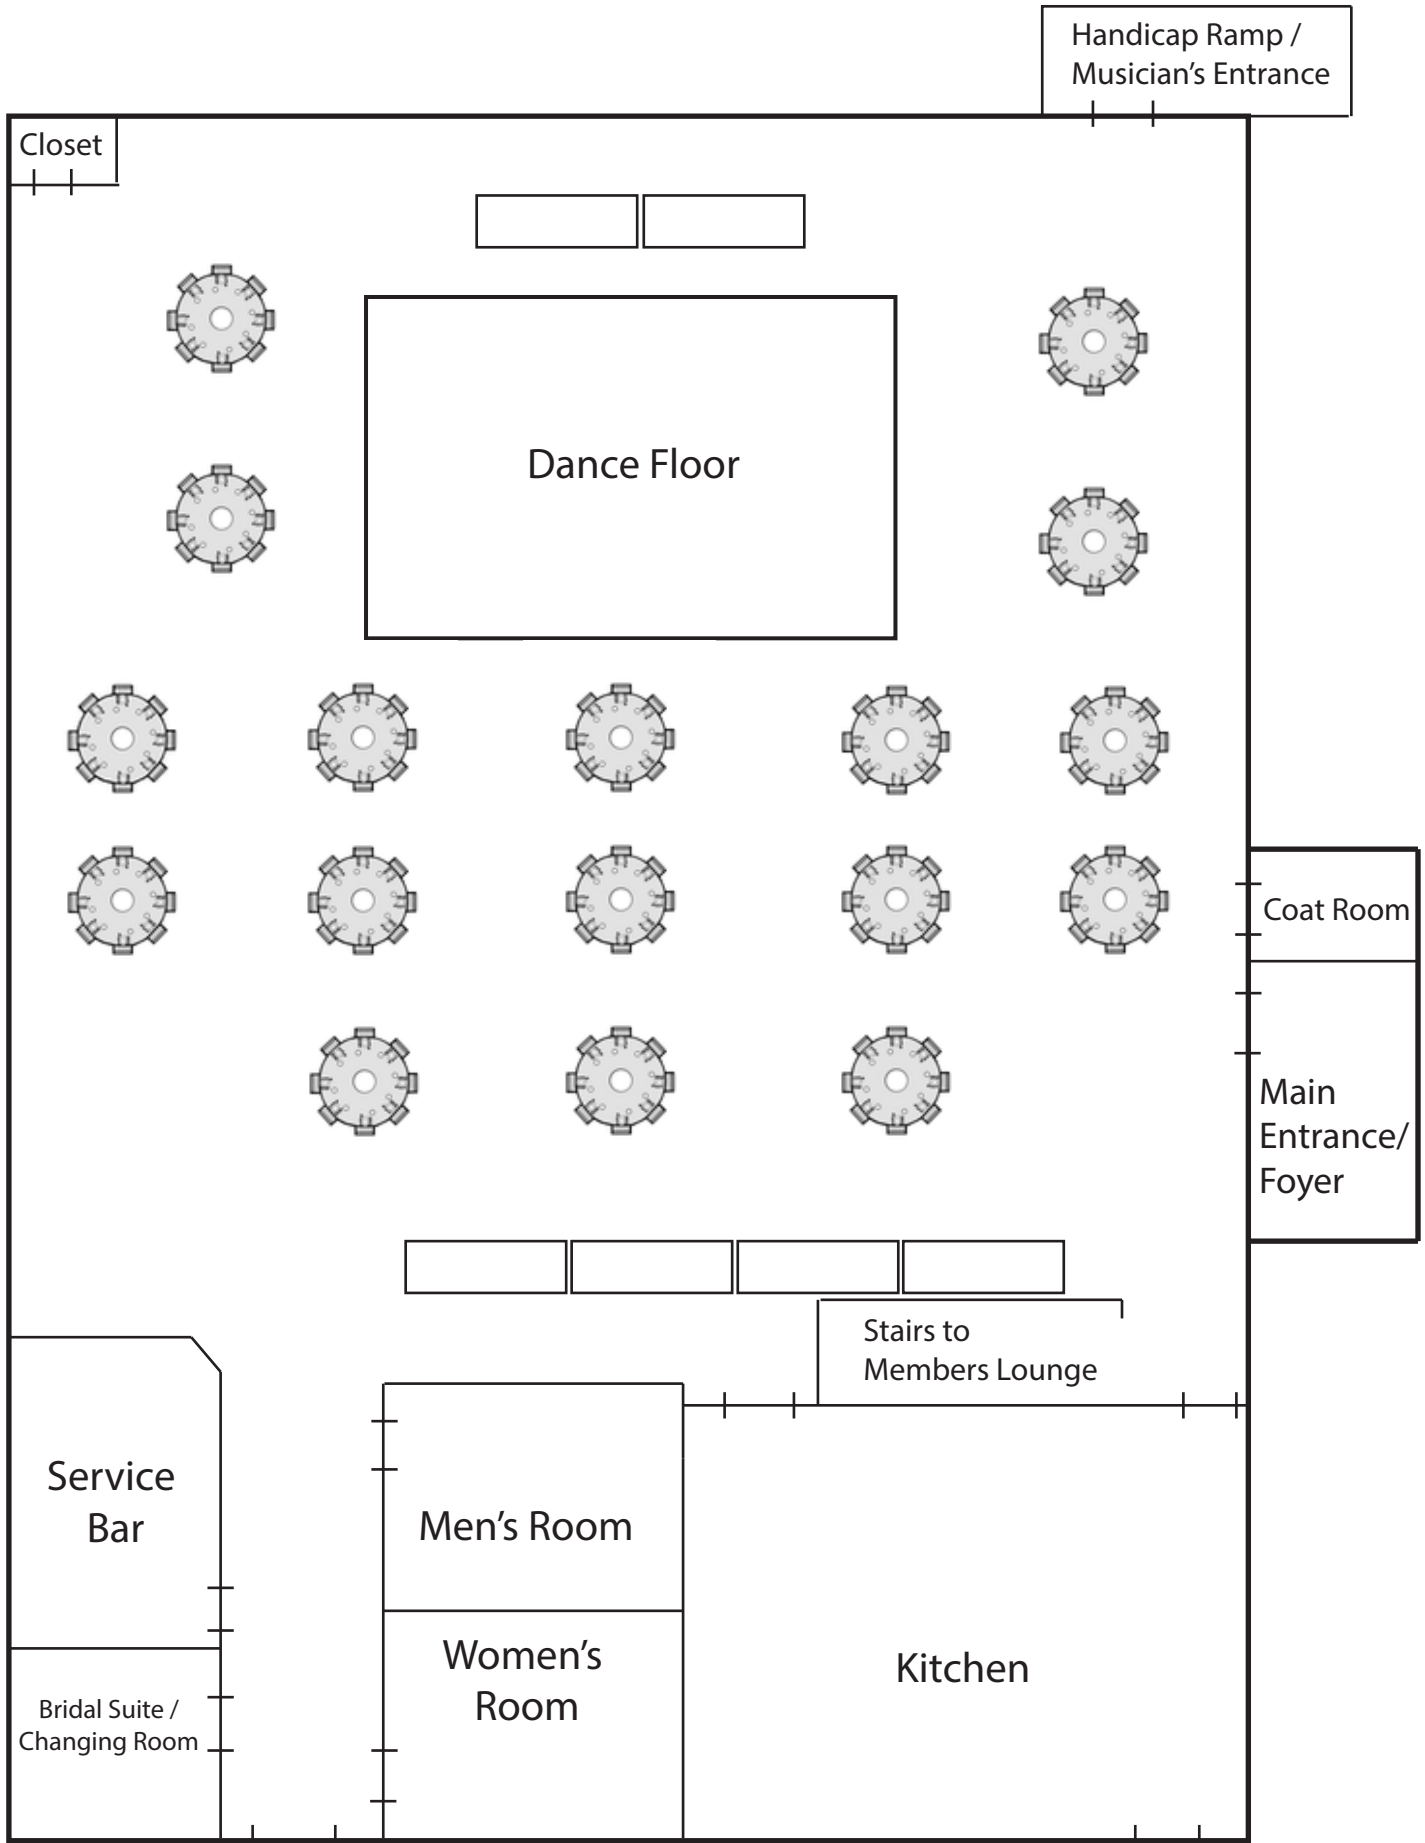 Handicap Ramp /
Musician's Entrance
Closet
Dance Floor
Coat Room
Main
Entrance/
Foyer
Stairs to
Members Lounge
Service
Bar
Men's Room
Women's
Room
Kitchen
Bridal Suite /
Changing Room